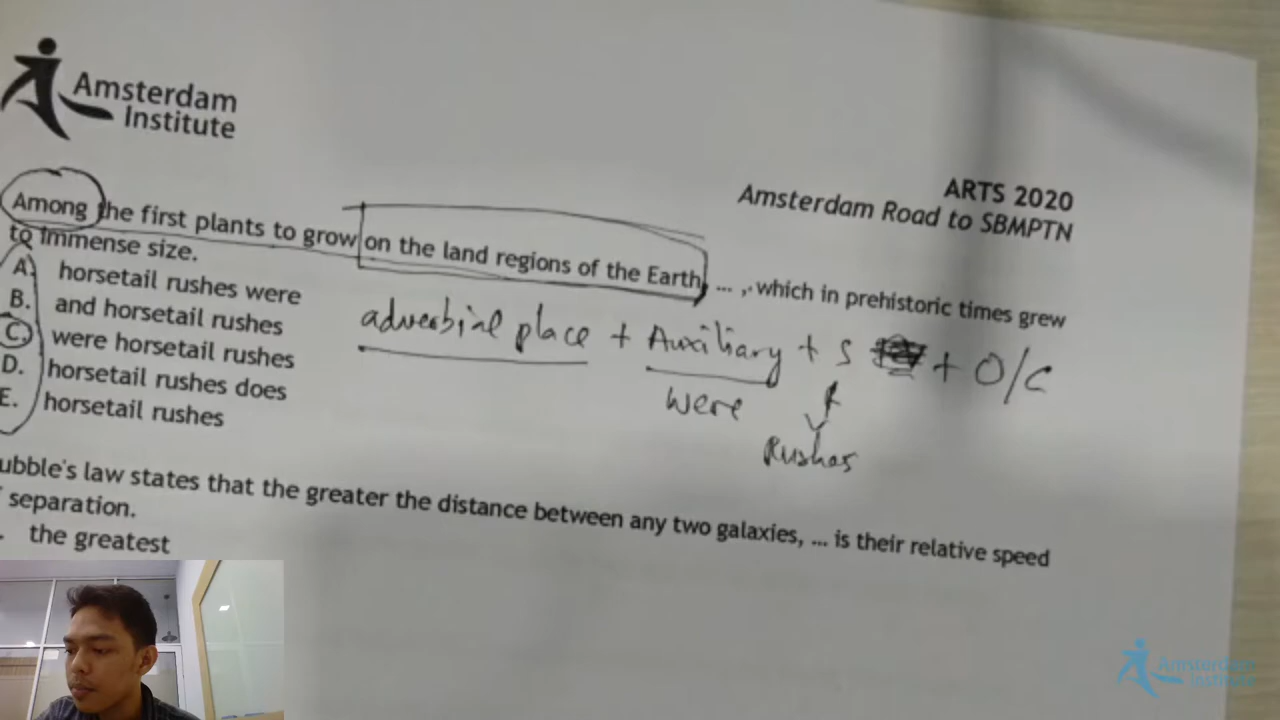 Amsterdam
Institute
ARTS 2020
Amsterdam Road to SBMPTN
Among the first plants to grow on the land regions of the Earth, ... , which in prehistoric times grew
to immense size.
A. horsetail rushes were
B. and horsetail rushes
C. were horsetail rushes
D. horsetail rushes does
E. horsetail rushes
adverbial place + Auxiliary + S + O/C
were
Rushes
ubble's law states that the greater the distance between any two galaxies, ... is their relative speed
separation.
. the greatest
Amsterdam
Institute